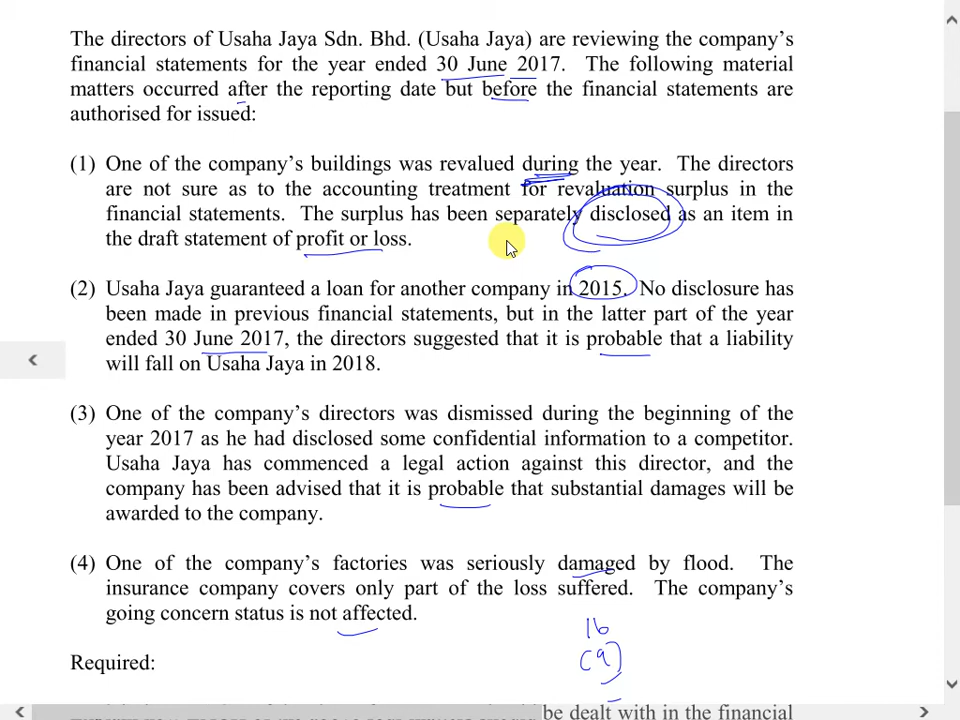 The directors of Usaha Jaya Sdn. Bhd. (Usaha Jaya) are reviewing the company's
financial statements for the year ended 30 June 2017. The following material
matters occurred after the reporting date but before the financial statements are
authorised for issued:
(1) One of the company's buildings was revalued during the year. The directors
are not sure as to the accounting treatment for revaluation surplus in the
financial statements. The surplus has been separately disclosed as an item in
the draft statement of profit or loss.
(2) Usaha Jaya guaranteed a loan for another company in 2015. No disclosure has
been made in previous financial statements, but in the latter part of the year
ended 30 June 2017, the directors suggested that it is probable that a liability
will fall on Usaha Jaya in 2018.
(3) One of the company's directors was dismissed during the beginning of the
year 2017 as he had disclosed some confidential information to a competitor.
Usaha Jaya has commenced a legal action against this director, and the
company has been advised that it is probable that substantial damages will be
awarded to the company.
(4) One of the company's factories was seriously damaged by flood. The
insurance company covers only part of the loss suffered. The company's
going concern status is not affected.
16
(9)
Required:
be dealt with in the financial